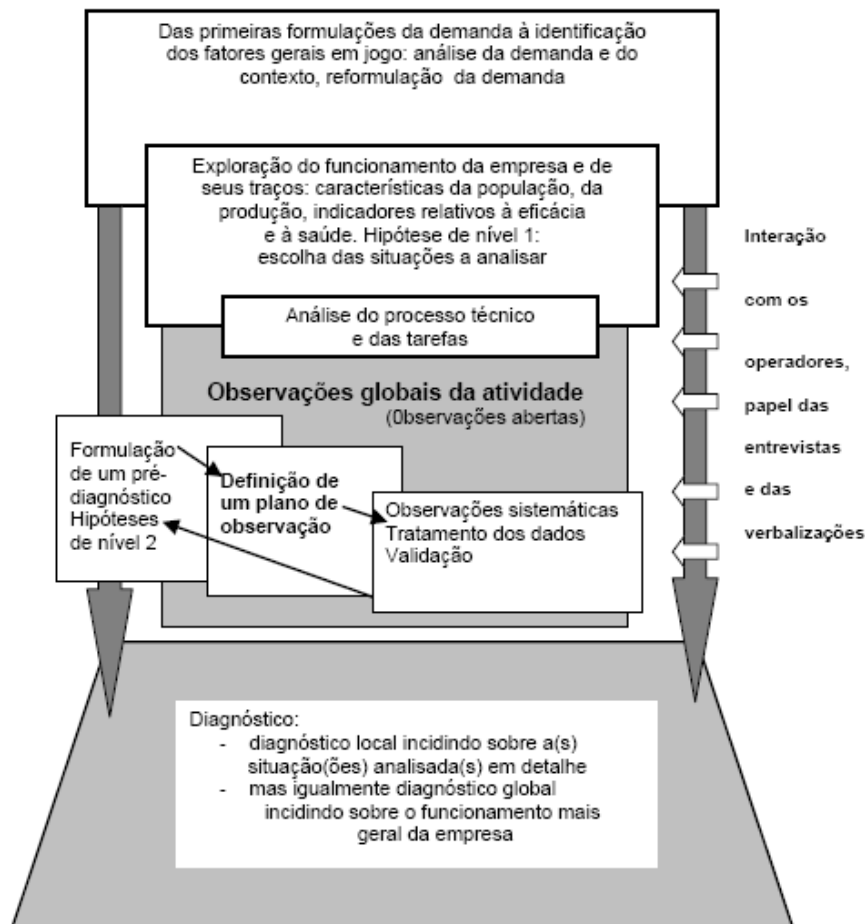 Das primeiras formulações da demanda à identificação
dos fatores gerais em jogo: análise da demanda e do
contexto, reformulação da demanda
Exploração do funcionamento da empresa e de
seus traços: características da população, da
produção, indicadores relativos à eficácia
e à saúde. Hipótese de nível 1:
escolha das situações a analisar
Análise do processo técnico
e das tarefas
Observações globais da atividade
(0bservações abertas)
Formulação
de um pré-
diagnóstico
Hipóteses
de nível 2
Definição de
um plano de
observação
Observações sistemáticas
Tratamento dos dados
Validação
Interação
com os
operadores,
papel das
entrevistas
e das
verbalizações
Diagnóstico:
- diagnóstico local incidindo sobre a(s)
situação(ões) analisada(s) em detalhe
- mas igualmente diagnóstico global
incidindo sobre o funcionamento mais
geral da empresa